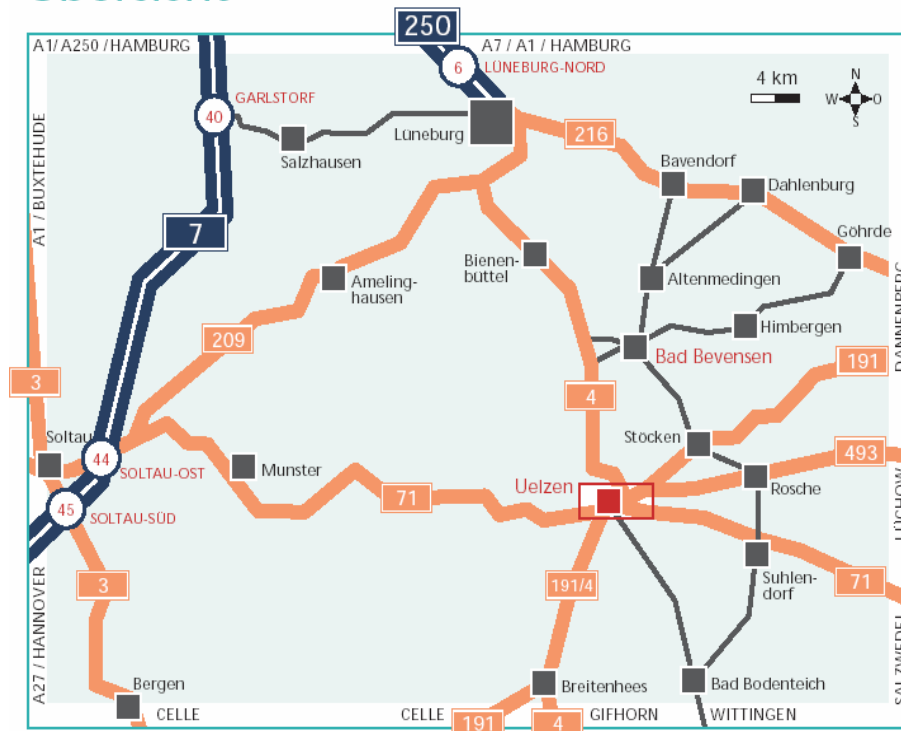 250
A1/ A250 /HAMBURG
A7 / A1 / HAMBURG
6
LÜNEBURG-NORD
4 km
N
W
O
S
GARLSTORF
40
Lüneburg
216
Salzhausen
Bavendorf
Dahlenburg
A1 / BUXTEHUDE
7
Göhrde
Bienen-
büttel
Ameling-
hausen
Altenmedingen
DANNENBERG
Himbergen
209
Bad Bevensen
191
3
4
Soltau
Stöcken
493
44
SOLTAU-OST
Munster
Uelzen
Rosche
71
45
SOLTAU-SÜD
LÜCHOW
3
191/4
Suhlen-
dorf
71
A27 / HANNOVER
SALZWEDEL
Bergen
Breitenhees
Bad Bodenteich
CELLE
CELLE
191
4
GIFHORN
WITTINGEN